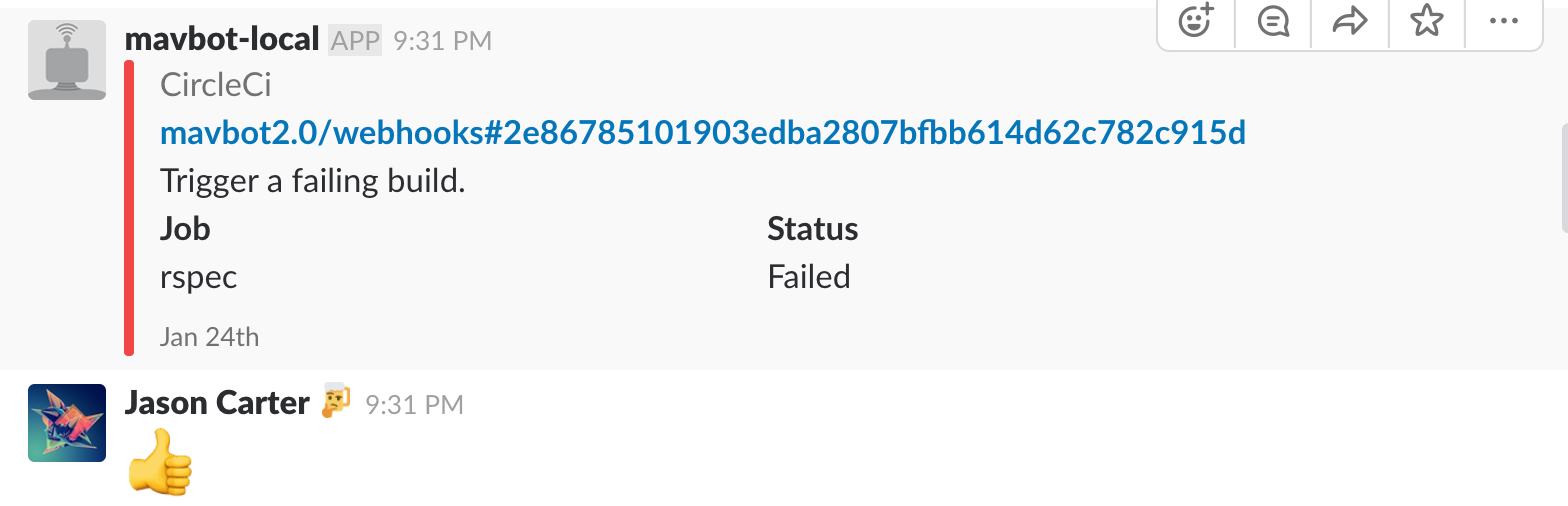 mavbot-local APP 9:31 PM
CircleCi
mavbot2.0/webhooks#2e86785101903edba2807bfbb614d62c782c915d
Trigger a failing build.
Job Status
rspec Failed
Jan 24th
Jason Carter 9:31 PM